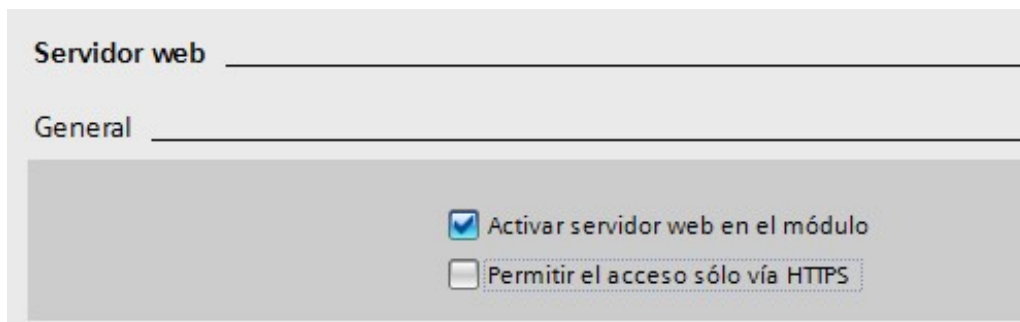 Servidor web
General
Activar servidor web en el módulo
Permitir el acceso sólo vía HTTPS